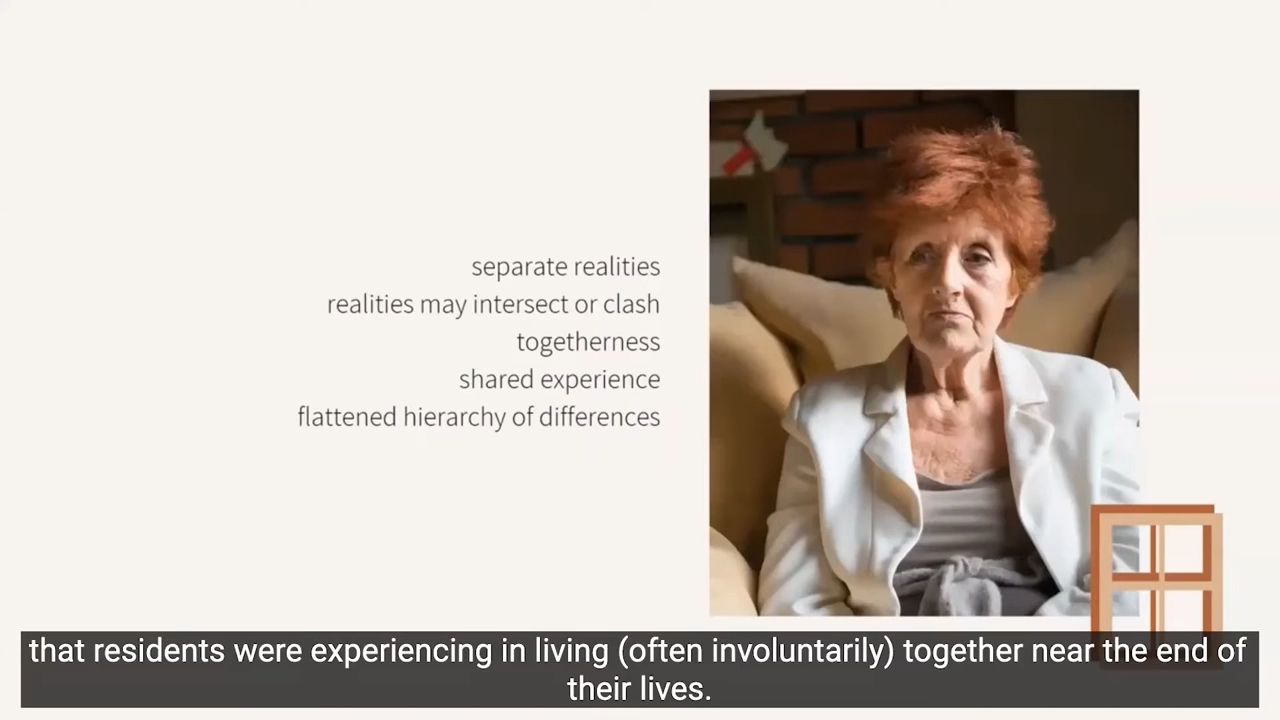 separate realities
realities may intersect or clash
togetherness
shared experience
flattened hierarchy of differences
that residents were experiencing in living (often involuntarily) together near the end of
their lives.